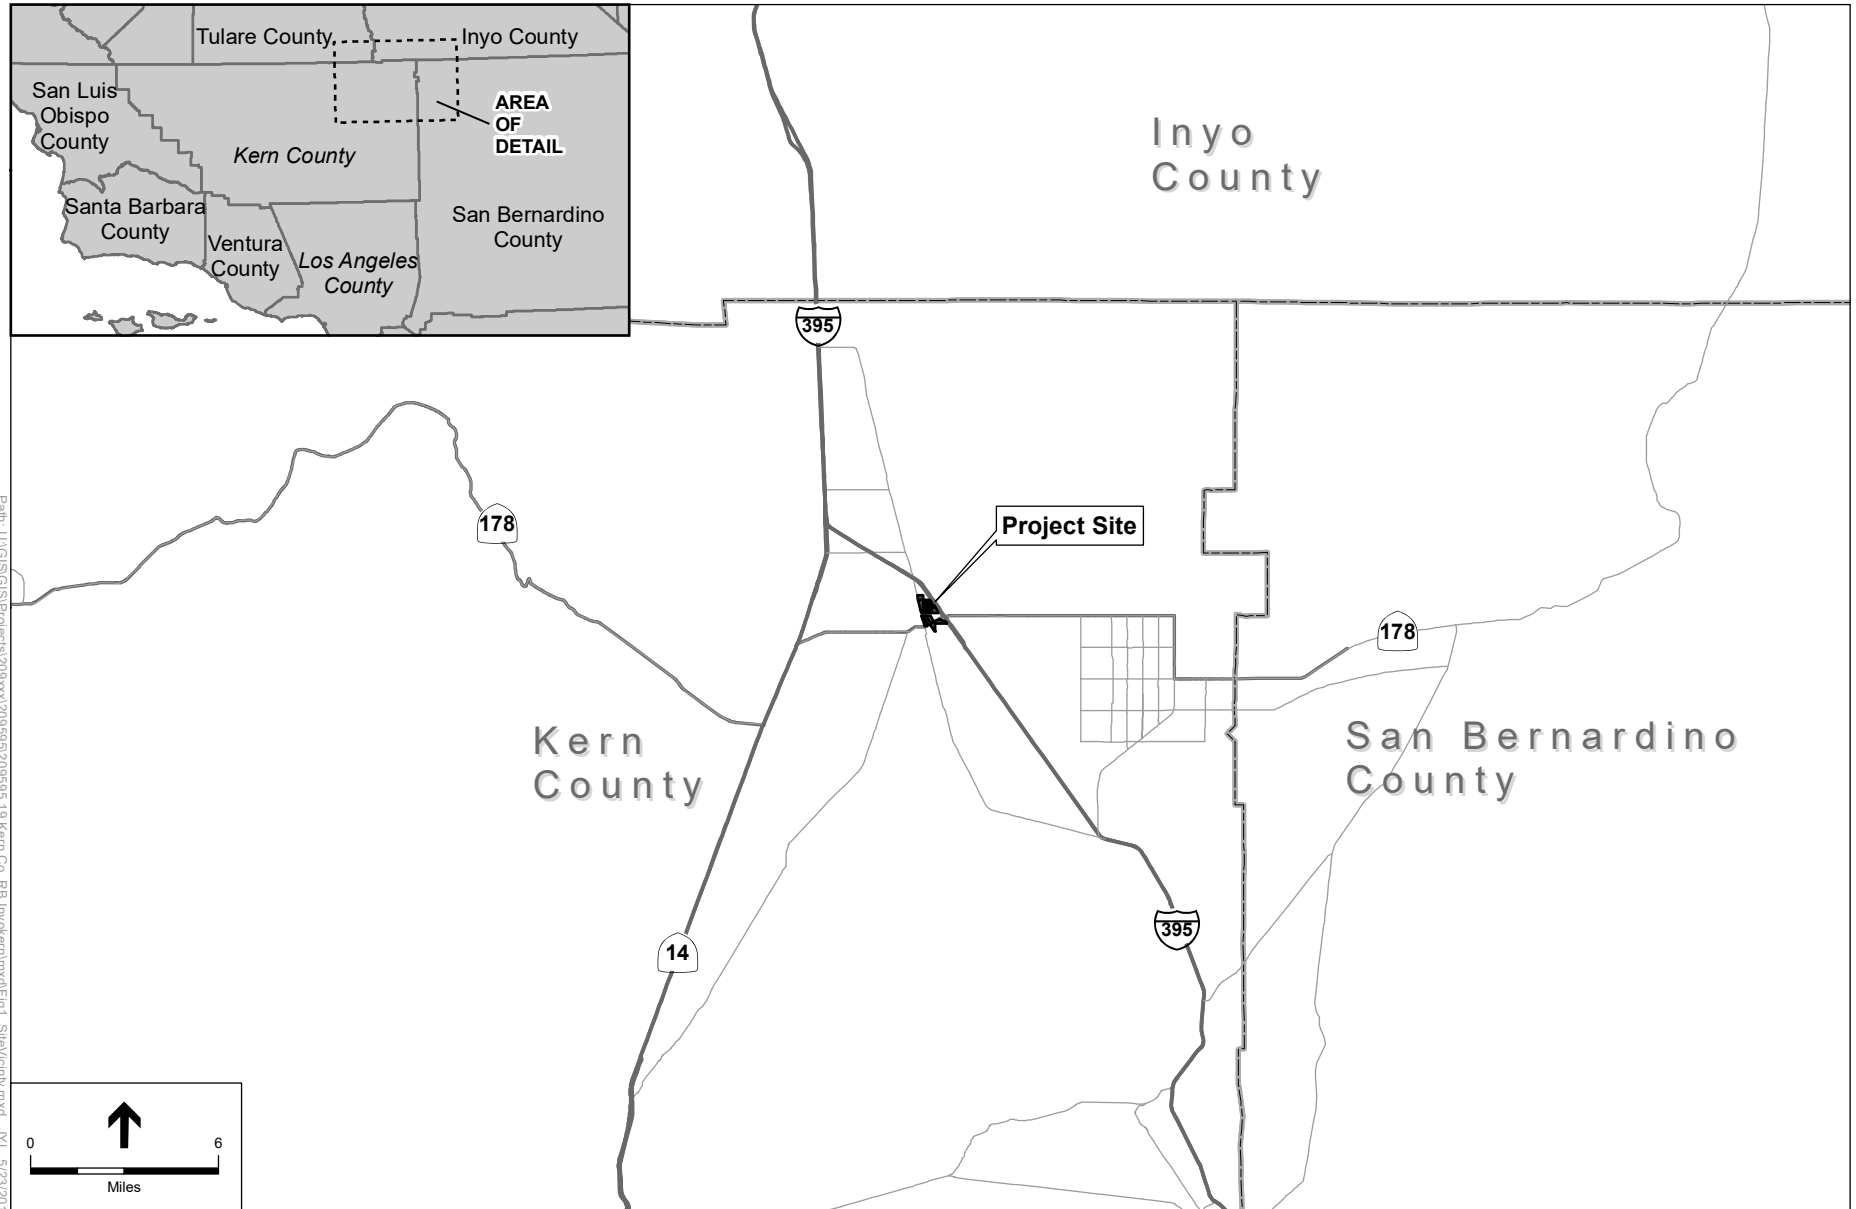 Tulare County
Inyo County
San Luis
Obispo
County
AREA
OF
DETAIL
Kern County
Santa Barbara
County
San Bernardino
County
Ventura
County
Los Angeles
County
Inyo
County
395
178
Project Site
178
Kern
County
San Bernardino
County
395
14
0
6
Miles